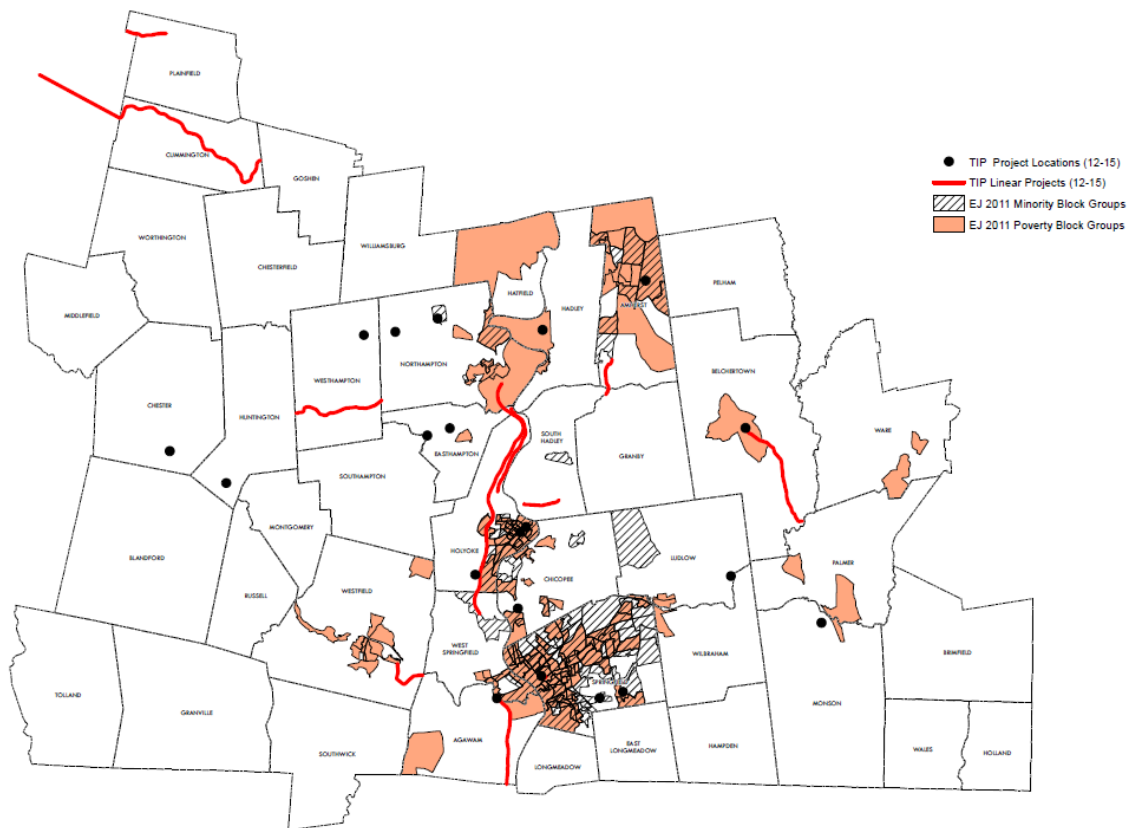 PLAINFIELD
CUMMINGTON
GOSHEN
TIP Project Locations (12-15)
TIP Linear Projects (12-15)
EJ 2011 Minority Block Groups
EJ 2011 Poverty Block Groups
WORTHINGTON
WILLIAMSBURG
CHESTERFIELD
PELHAM
HATFIELD
HADLEY
AMHERST
MIDDLEFIELD
NORTHAMPTON
WESTHAMPTON
BELCHERTOWN
CHESTER
HUNTINGTON
WARE
SOUTH
HADLEY
EASTHAMPTON
GRANBY
SOUTHAMPTON
MONTGOMERY
HOLYOKE
BLANDFORD
LUDLOW
PALMER
CHICOPEE
WESTFIELD
RUSSELL
WEST
SPRINGFIELD
WILBRAHAM
BRIMFIELD
TOLLAND
GRANVILLE
MONSON
AGAWAM
EAST
LONGMEADOW
HAMPDEN
SOUTHWICK
WALES
HOLLAND
LONGMEADOW